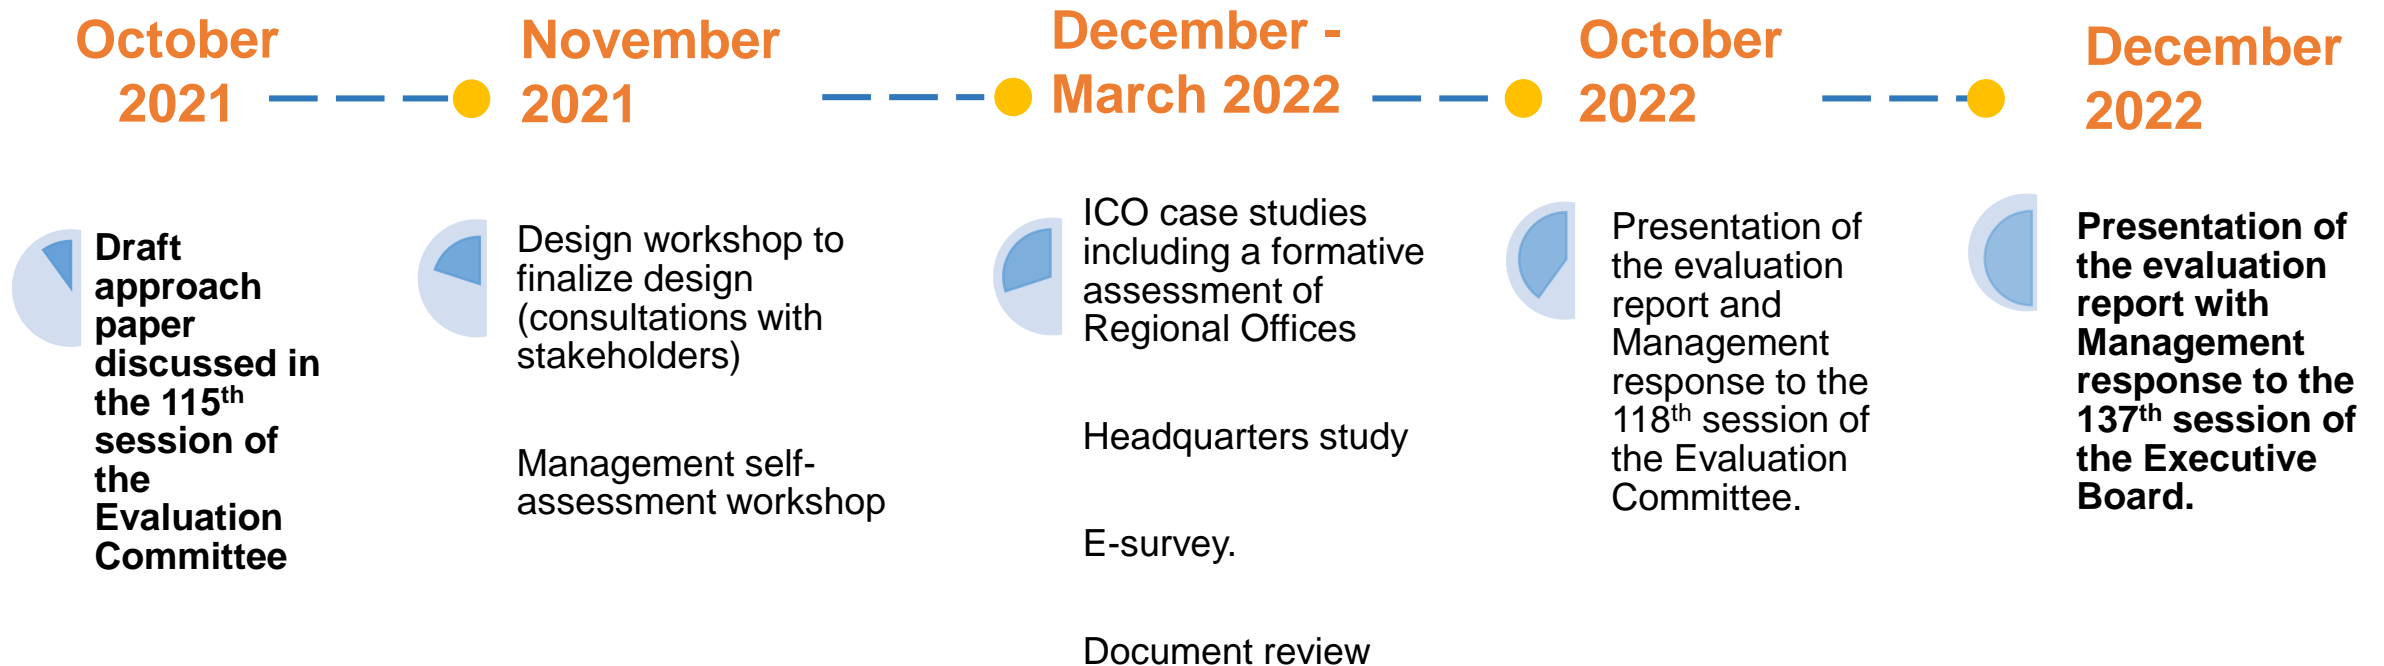 October
2021
November
2021
December -
March 2022
October
2022
December
2022
Draft
approach
paper
discussed in
the 115th
session of
the
Evaluation
Committee
Design workshop to
finalize design
(consultations with
stakeholders)
Management self-
assessment workshop
ICO case studies
including a formative
assessment of
Regional Offices
Headquarters study
E-survey.
Document review
Presentation of
the evaluation
report and
Management
response to the
118th session of
the Evaluation
Committee.
Presentation of
the evaluation
report with
Management
response to the
137th session of
the Executive
Board.